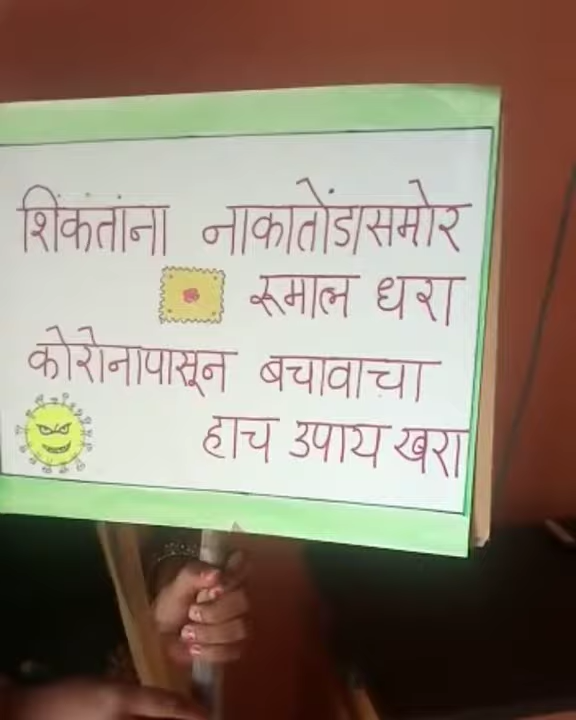 शिंकतांना नाकातोंडासमोर
रूमाल धरा
कोरोनापासून बचावाचा
हाच उपाय खरा